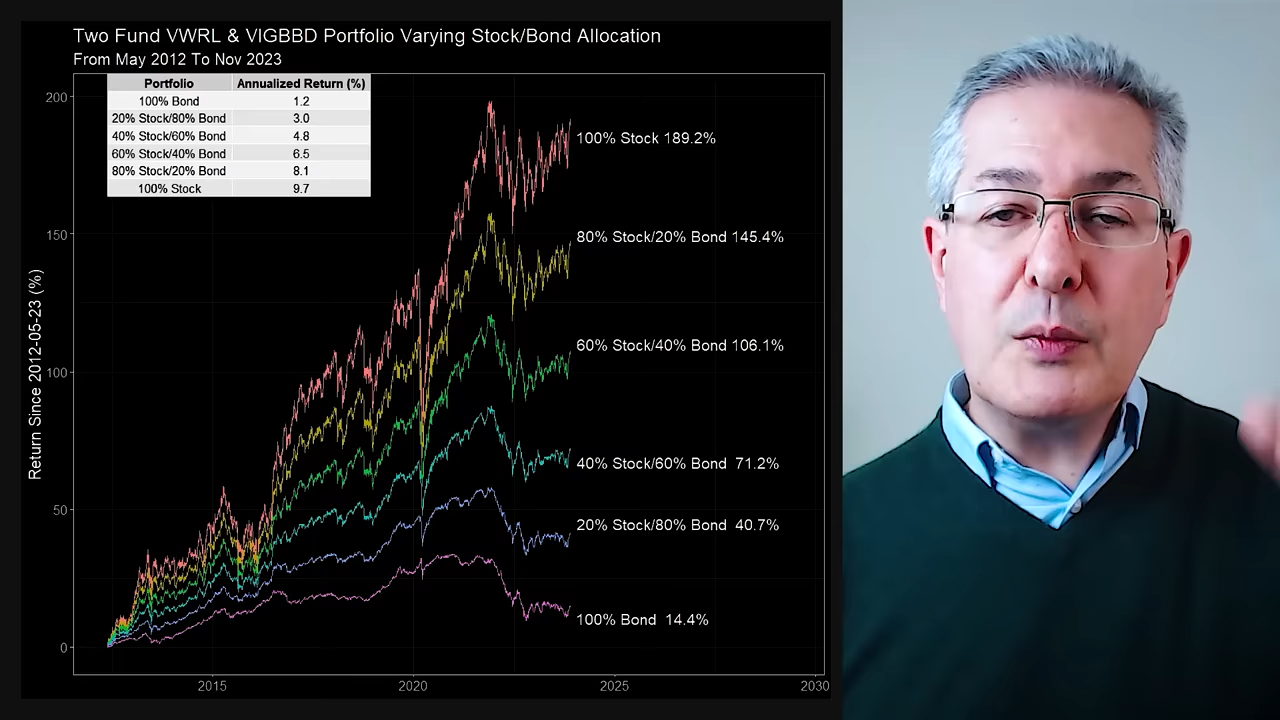 Two Fund VWRL & VIGBBD Portfolio Varying Stock/Bond Allocation
From May 2012 To Nov 2023
Portfolio Annualized Return (%)
100% Bond 1.2
20% Stock/80% Bond 3.0
40% Stock/60% Bond 4.8
60% Stock/40% Bond 6.5
80% Stock/20% Bond 8.1
100% Stock 9.7
Return Since 2012-05-23 (%)
200
150
100
50
0
100% Stock 189.2%
80% Stock/20% Bond 145.4%
60% Stock/40% Bond 106.1%
40% Stock/60% Bond 71.2%
20% Stock/80% Bond 40.7%
100% Bond 14.4%
2015 2020 2025 2030